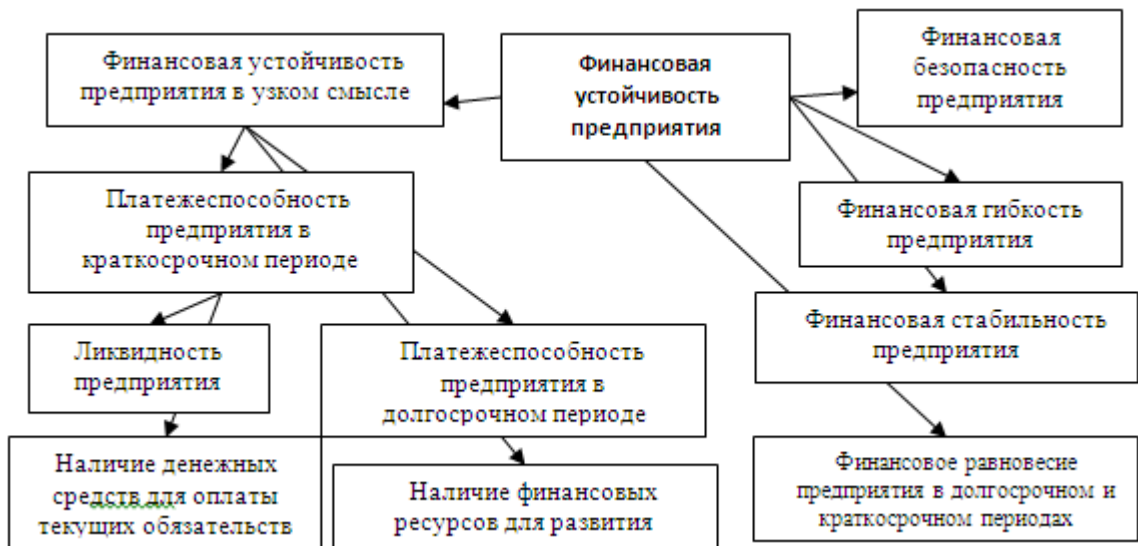 Финансовая устойчивость
предприятия в узком смысле
Финансовая
устойчивость
предприятия
Финансовая
безопасность
предприятия
Платежеспособность
предприятия в
краткосрочном периоде
Финансовая гибкость
предприятия
Ликвидность
предприятия
Платежеспособность
предприятия в
долгосрочном периоде
Финансовая стабильность
предприятия
Наличие денежных
средств для оплаты
текущих обязательств
Наличие финансовых
ресурсов для развития
Финансовое равновесие
предприятия в долгосрочном и
краткосрочном периодах